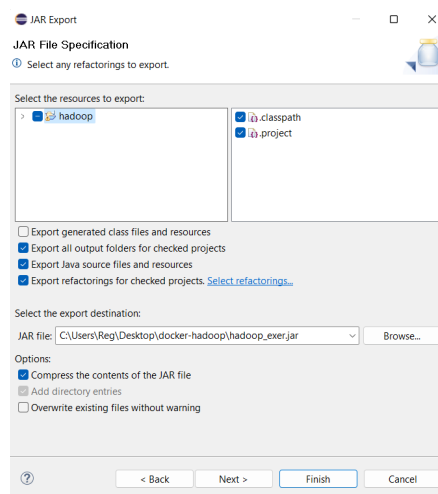 JAR Export
JAR File Specification
Select any refactorings to export.
Select the resources to export:
hadoop
.classpath
.project
Export generated class files and resources
Export all output folders for checked projects
Export Java source files and resources
Export refactorings for checked projects. Select refactorings...
Select the export destination:
JAR file: C:\Users\Reg\Desktop\docker-hadoop\hadoop_exer.jar Browse...
Options:
Compress the contents of the JAR file
Add directory entries
Overwrite existing files without warning
? < Back Next > Finish Cancel